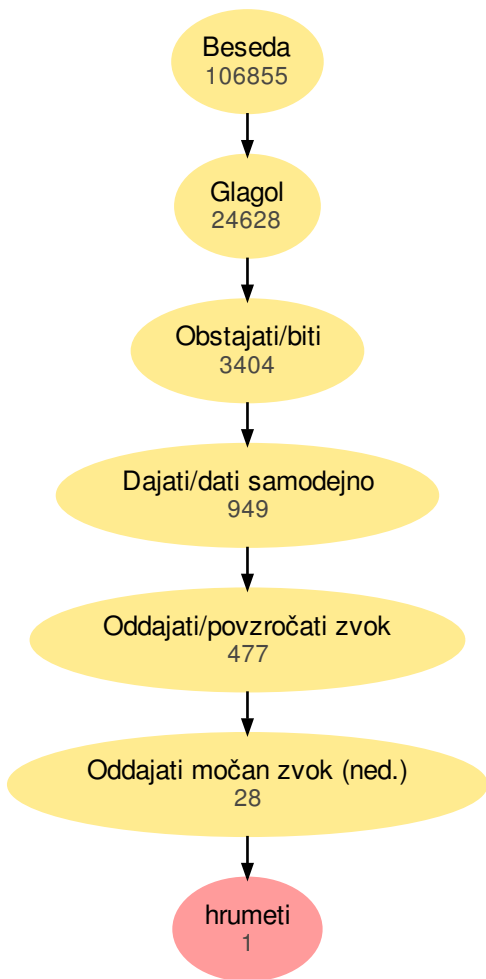 Beseda
106855
Glagol
24628
Obstajati/biti
3404
Dajati/dati samodejno
949
Oddajati/povzročati zvok
477
Oddajati močan zvok (ned.)
28
hrumeti
1